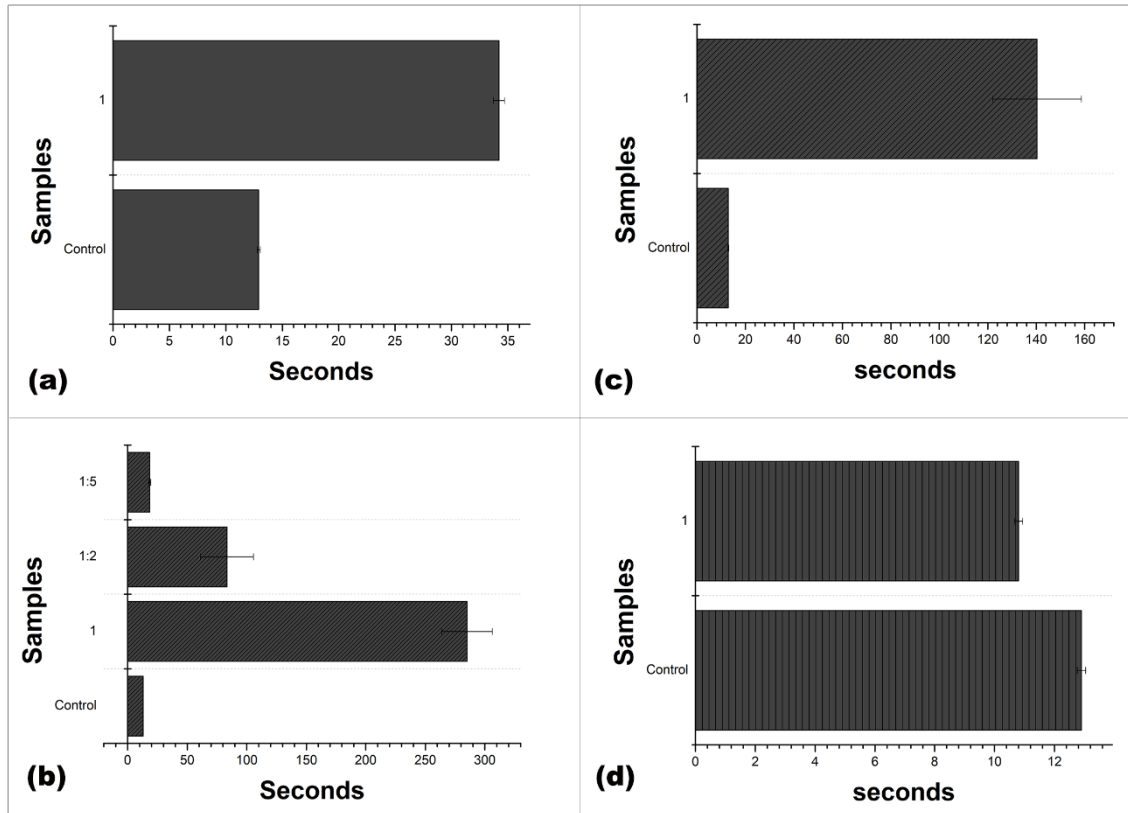 Samples
1
Control
0 5 10 15 20 25 30 35
Seconds
(a)
Samples
1
Control
0 20 40 60 80 100 120 140 160
seconds
(c)
Samples
1:5
1:2
1
Control
0 50 100 150 200 250 300
Seconds
(b)
Samples
1
Control
0 2 4 6 8 10 12
seconds
(d)